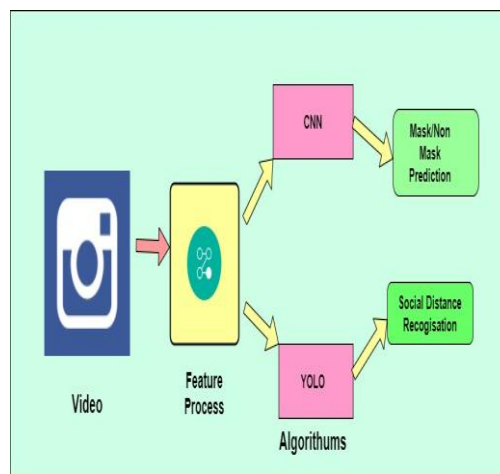 CNN
Mask/Non
Mask
Prediction
Social Distance
Recogisation
YOLO
Feature
Process
Video
Algorithums